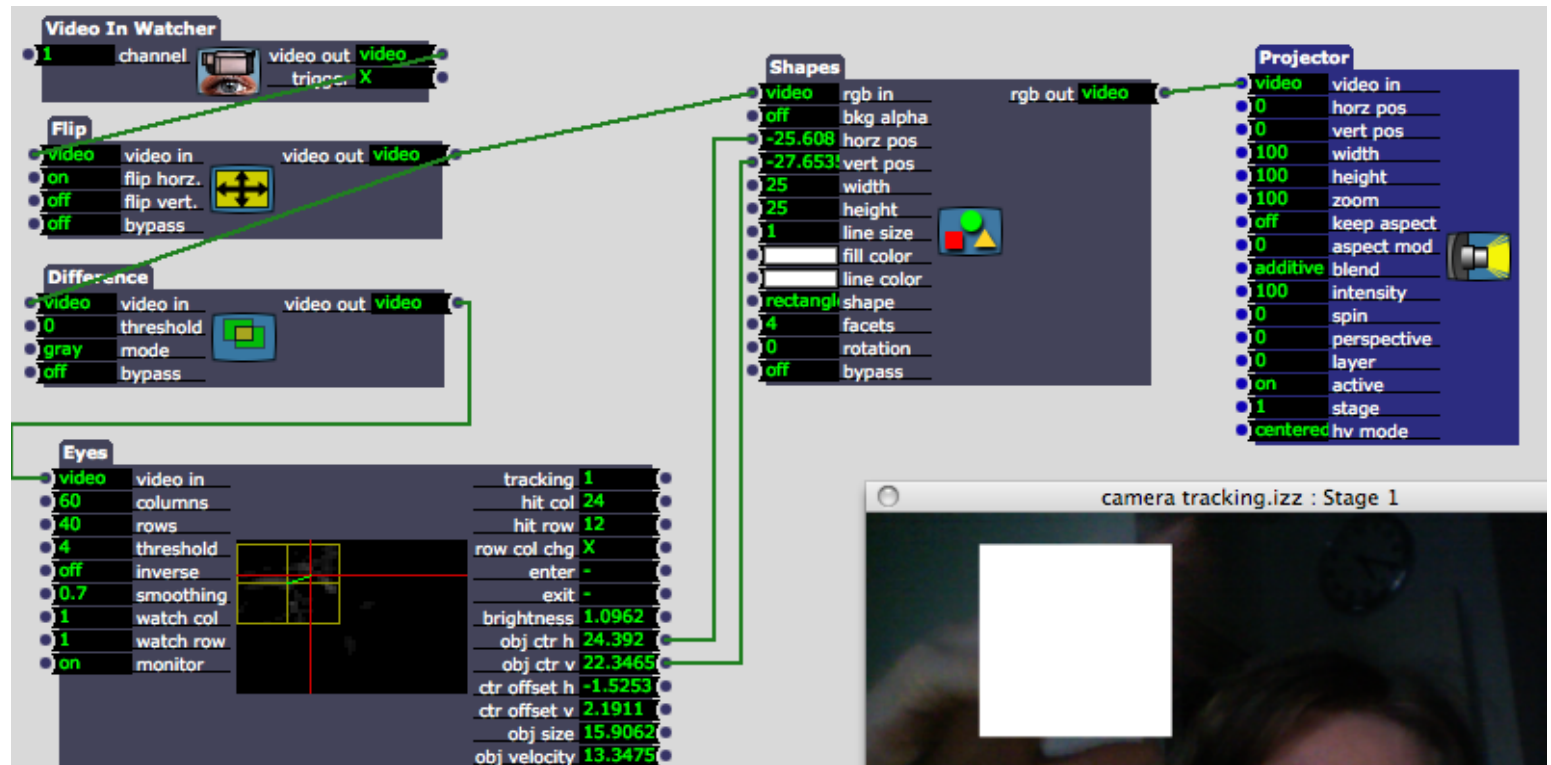 Video In Watcher
1 channel video out video
trigger X
Flip
video video in video out video
on flip horz.
off flip vert.
off bypass
Difference
video video in video out video
0 threshold
gray mode
off bypass
Eyes
video video in tracking 1
60 columns hit col 24
40 rows hit row 12
4 threshold row col chg X
off inverse enter -
0.7 smoothing exit -
1 watch col brightness 1.0962
1 watch row obj ctr h 24.392
on monitor obj ctr v 22.3465
ctr offset h -1.5253
ctr offset v 2.1911
obj size 15.9062
obj velocity 13.3475
Shapes
video rgb in rgb out video
off bkg alpha
-25.608 horz pos
-27.6535 vert pos
25 width
25 height
1 line size
fill color
line color
rectangl shape
4 facets
0 rotation
off bypass
Projector
video video in
0 horz pos
0 vert pos
100 width
100 height
100 zoom
off keep aspect
0 aspect mod
additive blend
100 intensity
0 spin
0 perspective
0 layer
on active
1 stage
centered hv mode
camera tracking.izz : Stage 1